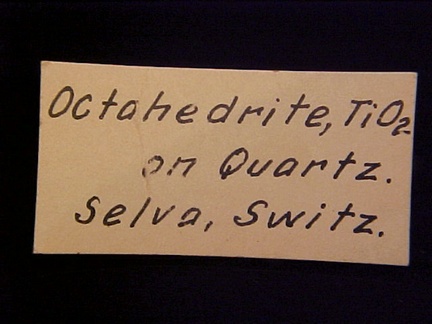 Octahedrite, TiO₂
on Quartz.
Selva, Switz.